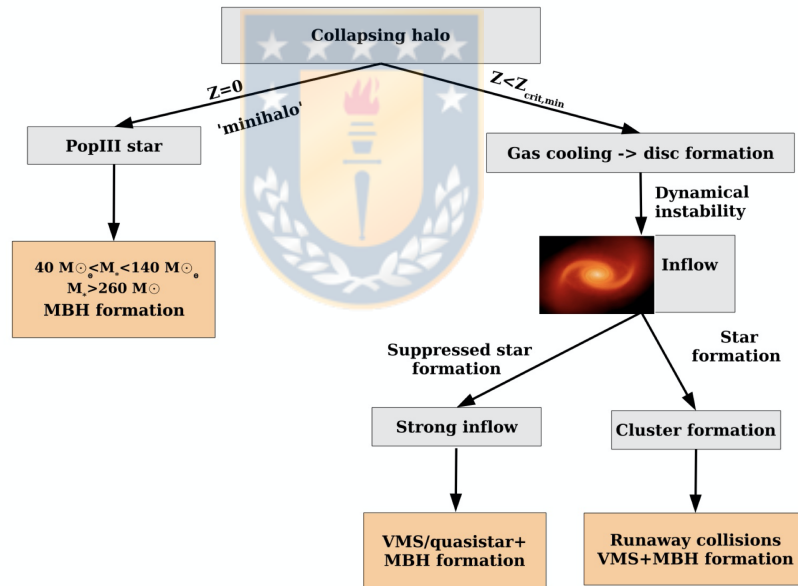 Collapsing halo
Z=0
'minihalo'
Z<Z_crit,min
PopIII star
Gas cooling -> disc formation
Dynamical
instability
40 M☉<M*<140 M☉
M*>260 M☉
MBH formation
Inflow
Suppressed star
formation
Star
formation
Strong inflow
Cluster formation
VMS/quasistar+
MBH formation
Runaway collisions
VMS+MBH formation